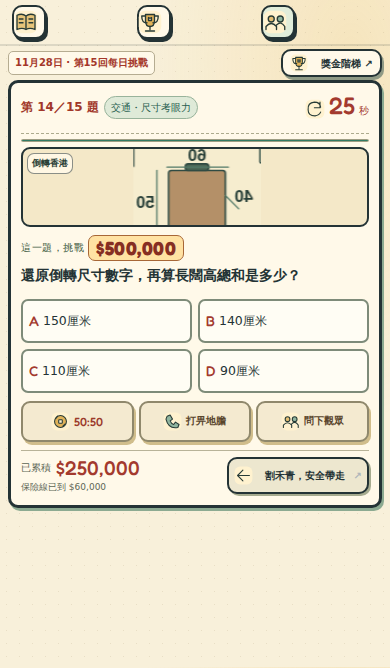 11月28日 · 第15回每日挑戰
獎金階梯 ↗
第 14／15 題
交通・尺寸考眼力
25 秒
倒轉香港
60
50
40
這一題，挑戰 $500,000
還原倒轉尺寸數字，再算長闊高總和是多少？
A 150厘米
B 140厘米
C 110厘米
D 90厘米
50:50
打畀地膽
問下觀眾
已累積 $250,000
保險線已到 $60,000
割禾青，安全帶走 ↗